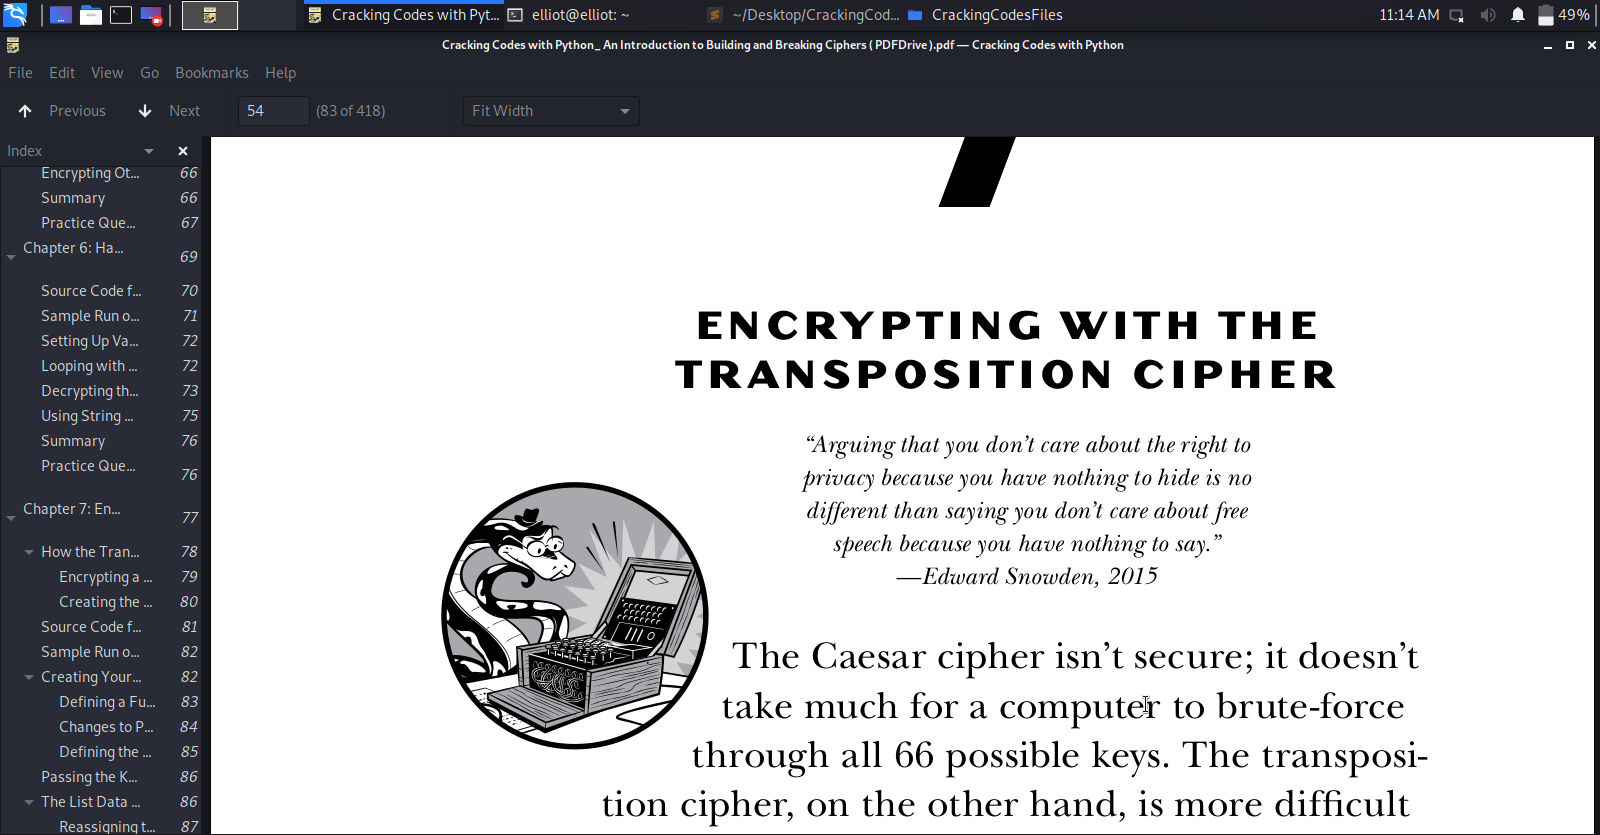 Cracking Codes with Pyt...
elliot@elliot: ~
~/Desktop/CrackingCod...
CrackingCodesFiles
11:14 AM
49%
Cracking Codes with Python_ An Introduction to Building and Breaking Ciphers ( PDFDrive ).pdf — Cracking Codes with Python
File Edit View Go Bookmarks Help
Previous Next 54 (83 of 418) Fit Width
Index
Encrypting Ot... 66
Summary 66
Practice Que... 67
Chapter 6: Ha... 69
Source Code f... 70
Sample Run o... 71
Setting Up Va... 72
Looping with ... 72
Decrypting th... 73
Using String ... 75
Summary 76
Practice Que... 76
Chapter 7: En... 77
How the Tran... 78
Encrypting a ... 79
Creating the ... 80
Source Code f... 81
Sample Run o... 82
Creating Your... 82
Defining a Fu... 83
Changes to P... 84
Defining the ... 85
Passing the K... 86
The List Data ... 86
Reassigning t... 87
ENCRYPTING WITH THE
TRANSPOSITION CIPHER
“Arguing that you don’t care about the right to
privacy because you have nothing to hide is no
different than saying you don’t care about free
speech because you have nothing to say.”
—Edward Snowden, 2015
The Caesar cipher isn’t secure; it doesn’t
take much for a computer to brute-force
through all 66 possible keys. The transposi-
tion cipher, on the other hand, is more difficult